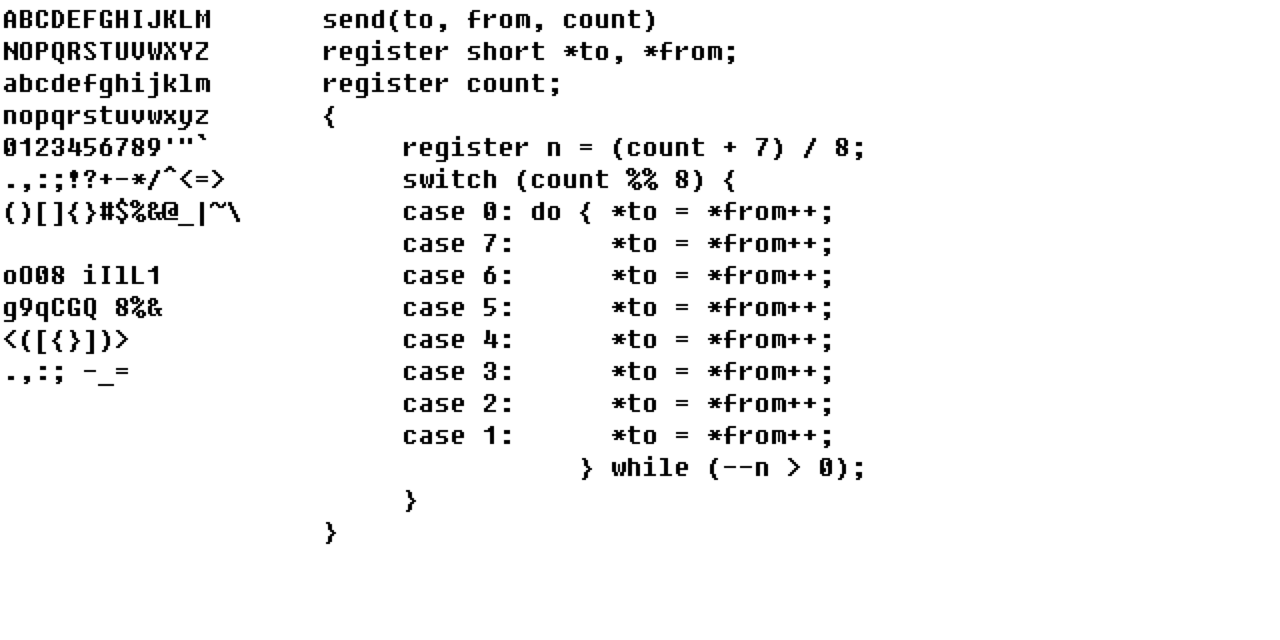 ABCDEFGHIJKLM
NOPQRSTUVWXYZ
abcdefghijklm
nopqrstuvwxyz
0123456789'"`
.,:;!?+-*/^<=>
()[]{}#$%&@_|~\
oO08 iIlL1
g9qCGQ 8%&
<([{}])>
.,:; -_=
send(to, from, count)
register short *to, *from;
register count;
{
     register n = (count + 7) / 8;
     switch (count %% 8) {
     case 0: do { *to = *from++;
     case 7:      *to = *from++;
     case 6:      *to = *from++;
     case 5:      *to = *from++;
     case 4:      *to = *from++;
     case 3:      *to = *from++;
     case 2:      *to = *from++;
     case 1:      *to = *from++;
                } while (--n > 0);
     }
}